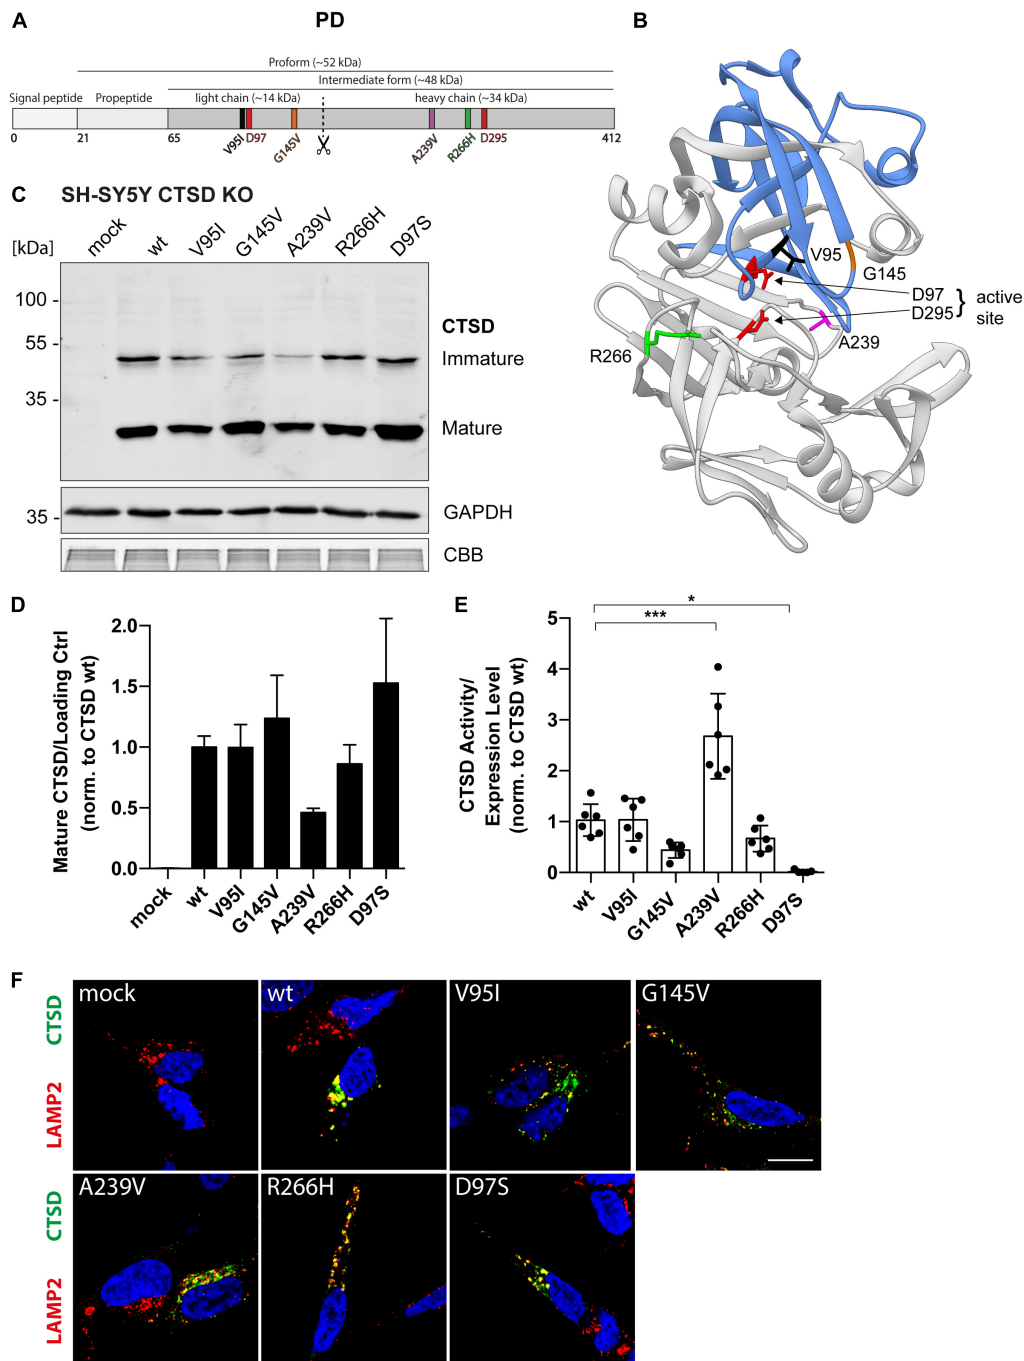 A
PD
Proform (~52 kDa)
Intermediate form (~48 kDa)
Signal peptide
Propeptide
light chain (~14 kDa)
heavy chain (~34 kDa)
0
21
65
V95I
D97
G145V
A239V
R266H
D295
412
B
V95
G145
D97
D295
active
site
A239
R266
C
SH-SY5Y CTSD KO
[kDa]
mock
wt
V95I
G145V
A239V
R266H
D97S
100
55
35
CTSD
Immature
Mature
35
GAPDH
CBB
D
Mature CTSD/Loading Ctrl
(norm. to CTSD wt)
2.0
1.5
1.0
0.5
0.0
mock
wt
V95I
G145V
A239V
R266H
D97S
E
CTSD Activity/
Expression Level
(norm. to CTSD wt)
5
4
3
2
1
0
*
***
wt
V95I
G145V
A239V
R266H
D97S
F
LAMP2 CTSD
mock
wt
V95I
G145V
LAMP2 CTSD
A239V
R266H
D97S